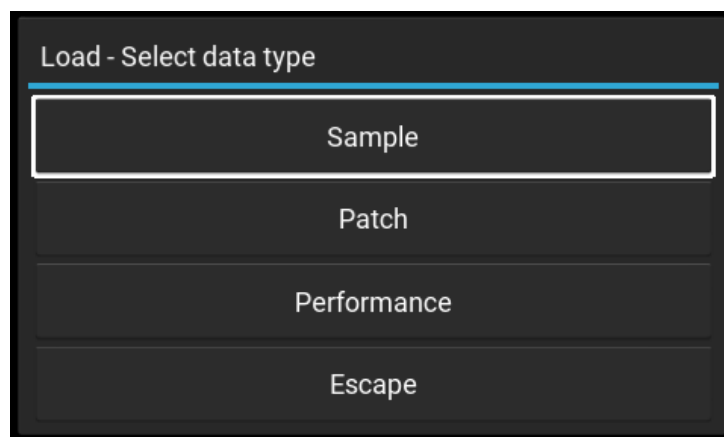 Load - Select data type
Sample
Patch
Performance
Escape